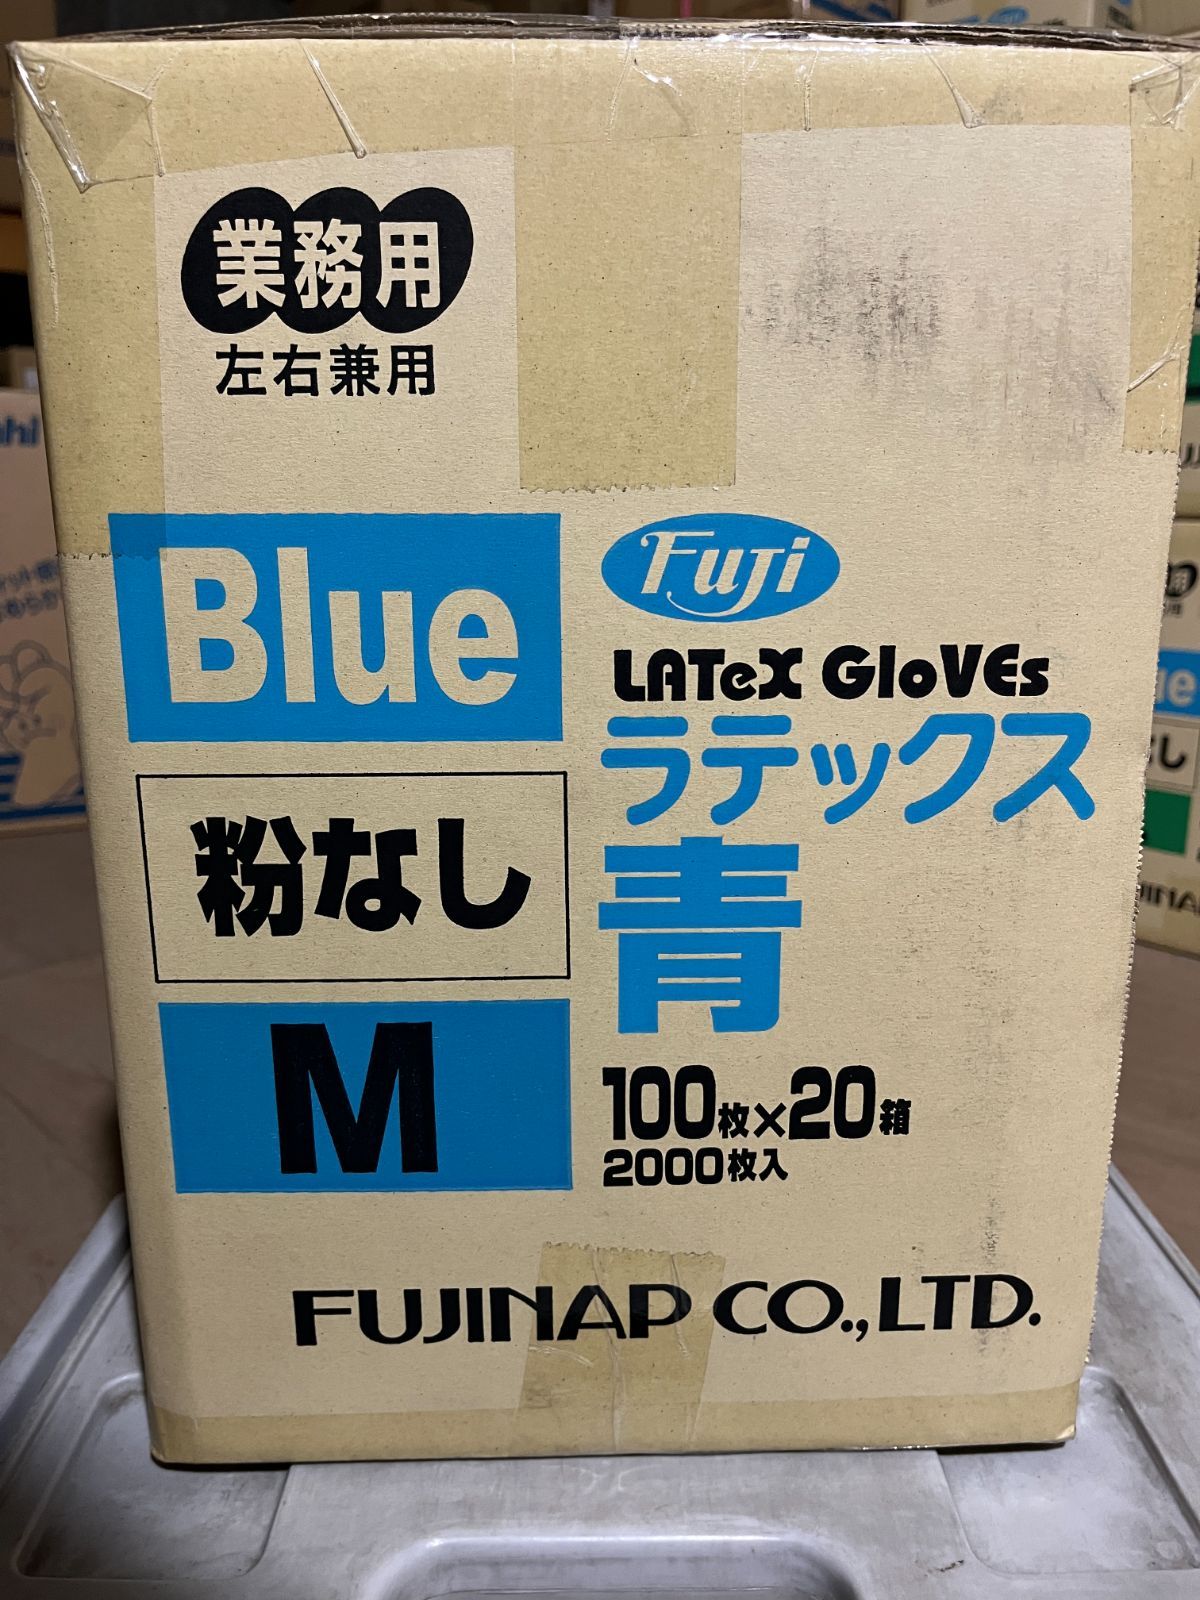 業務用
左右兼用
Blue
粉なし
M
Fuji
LATeX GloVEs
ラテックス
青
100枚×20箱
2000枚入
FUJINAP CO.,LTD.